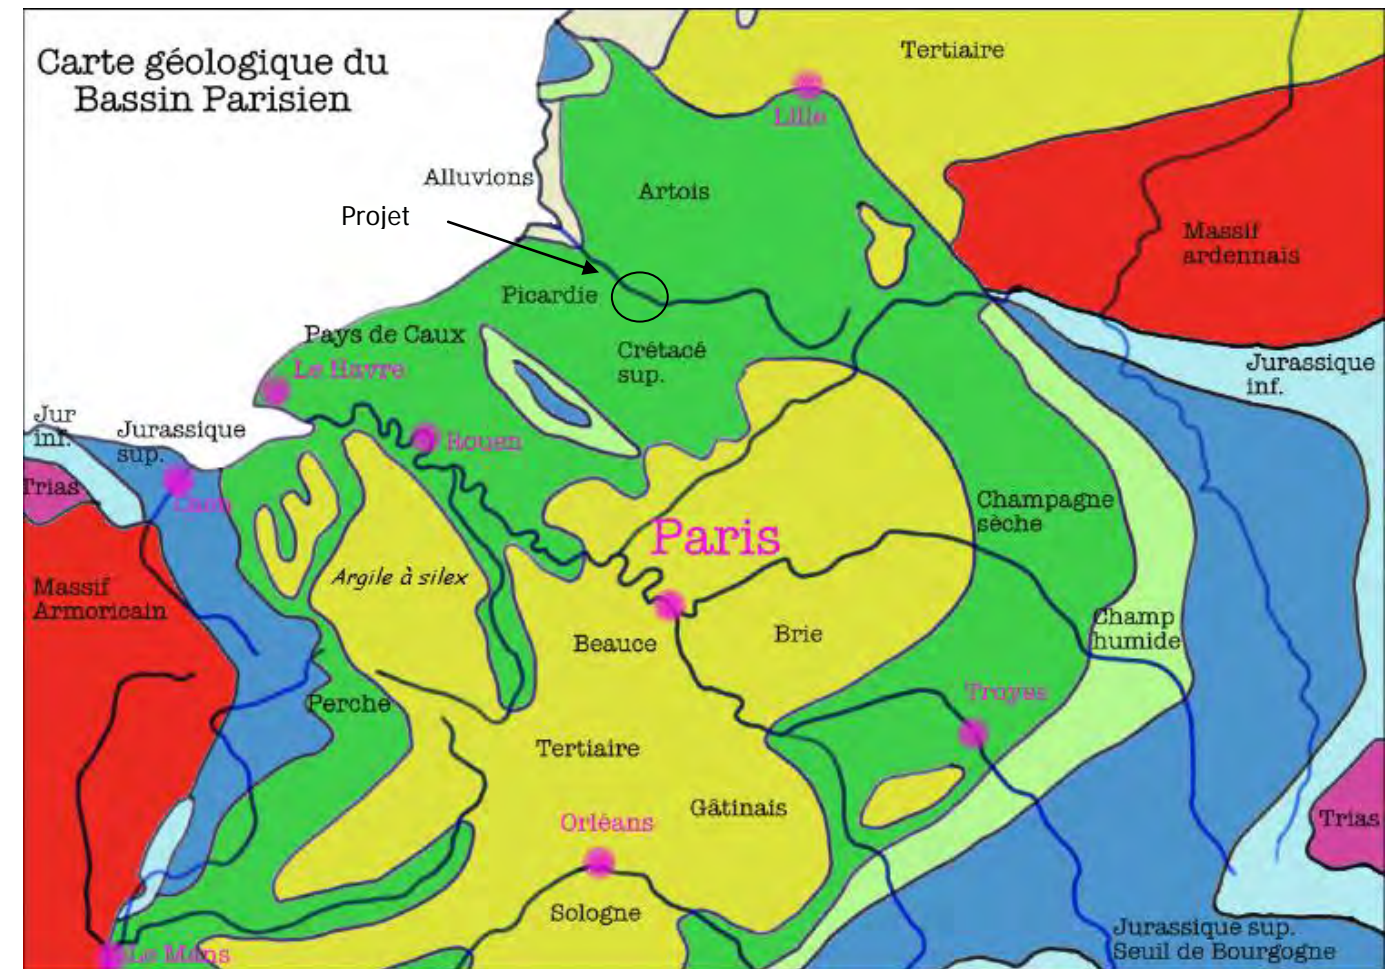 Carte géologique du
Bassin Parisien
Tertiaire
Lille
Alluvions
Artois
Projet
Massif
ardennais
Picardie
Pays de Caux
Crétacé
sup.
Le Havre
Jurassique
inf.
Jur
inf.
Jurassique
sup.
Rouen
Trias
Caen
Champagne
sèche
Paris
Argile à silex
Massif
Armoricain
Beauce
Brie
Champ
humide
Perche
Troyes
Tertiaire
Gâtinais
Orléans
Trias
Sologne
Jurassique sup.
Seuil de Bourgogne
Le Mans